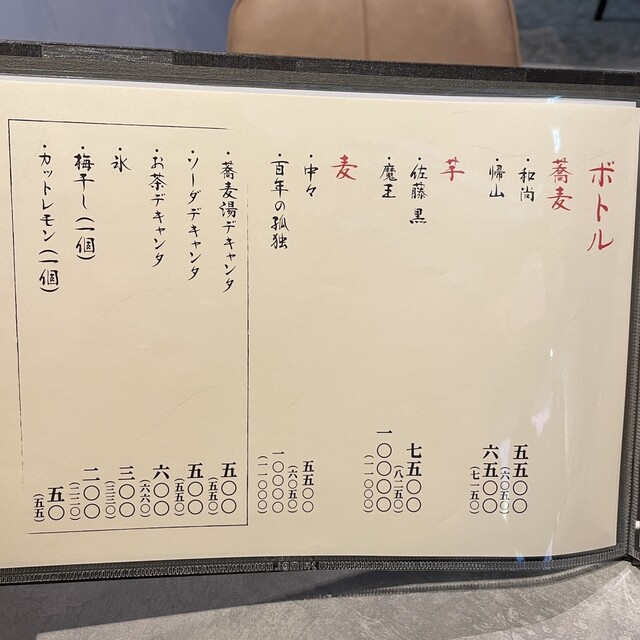 ボトル
蕎麦
・和尚 五五〇〇
(六〇五〇)
・帰山 六五〇〇
(七一五〇)
芋
・佐藤 黒 七五〇〇
(八二五〇)
・魔王 一〇〇〇〇
(一一〇〇〇)
麦
・中々 五五〇〇
(六〇五〇)
・百年の孤独 一〇〇〇〇
(一一〇〇〇)
・蕎麦湯デキャンタ 五〇〇
(五五〇)
・ソーダデキャンタ 五〇〇
(五五〇)
・お茶デキャンタ 六〇〇
(六六〇)
・氷 三〇〇
(三三〇)
・梅干し(一個) 二〇〇
(二二〇)
・カットレモン(一個) 五〇
(五五)